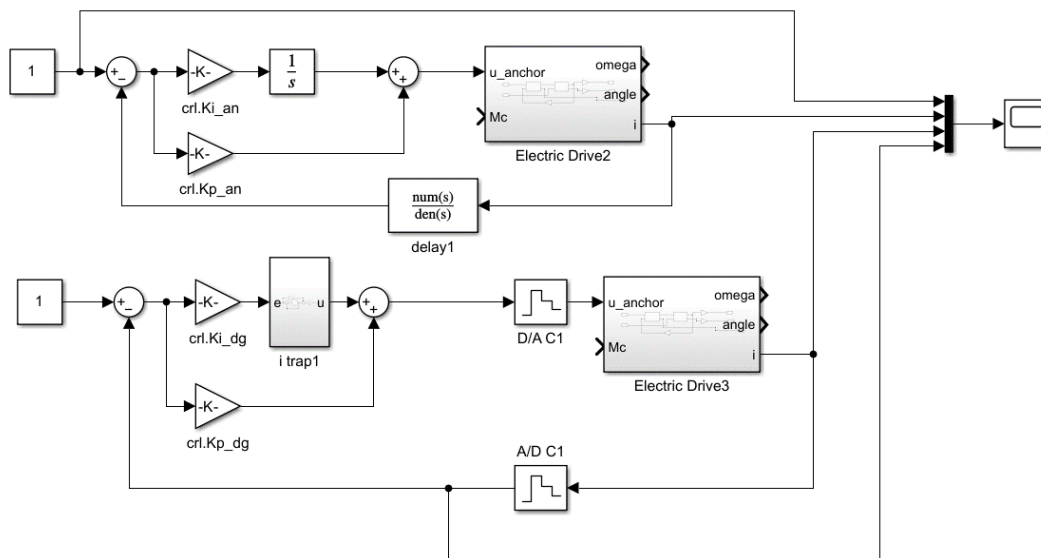 1
+
−
-K-
crl.Ki_an
1
s
+
+
u_anchor
Mc
omega
angle
i
Electric Drive2
-K-
crl.Kp_an
num(s)
den(s)
delay1
1
+
−
-K-
crl.Ki_dg
e
u
i trap1
+
+
D/A C1
u_anchor
Mc
omega
angle
i
Electric Drive3
-K-
crl.Kp_dg
A/D C1